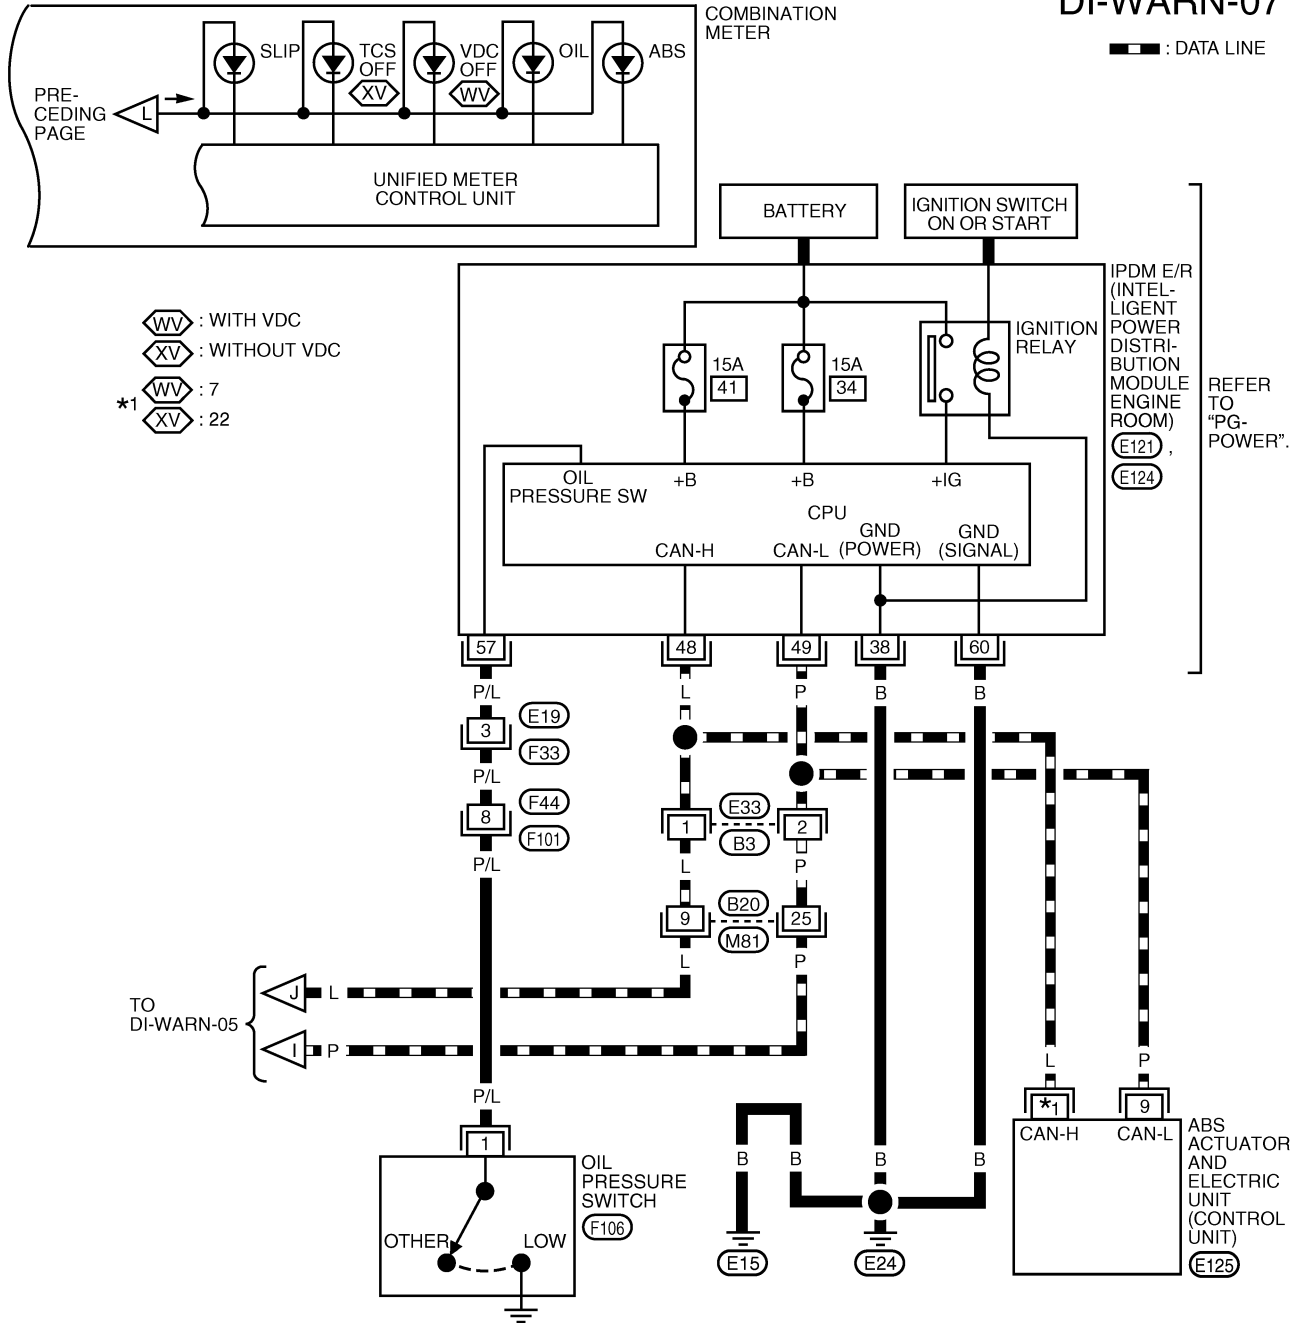 DI-WARN-07
: DATA LINE
COMBINATION
METER
SLIP
TCS
OFF
XV
VDC
OFF
WV
OIL
ABS
PRE-
CEDING
PAGE
L
UNIFIED METER
CONTROL UNIT
BATTERY
IGNITION SWITCH
ON OR START
WV : WITH VDC
XV : WITHOUT VDC
*1
WV : 7
XV : 22
IPDM E/R
(INTEL-
LIGENT
POWER
DISTRI-
BUTION
MODULE
ENGINE
ROOM)
E121 ,
E124
REFER
TO
“PG-
POWER”.
IGNITION
RELAY
15A
41
15A
34
OIL
PRESSURE SW
+B
+B
+IG
CPU
CAN-H
CAN-L
GND
(POWER)
GND
(SIGNAL)
57
48
49
38
60
P/L
L
P
B
B
3
E19
F33
P/L
8
F44
F101
P/L
1
E33
B3
2
L
P
9
B20
M81
25
L
P
TO
DI-WARN-05
J
L
I
P
P/L
L
P
1
*1
9
CAN-H
CAN-L
ABS
ACTUATOR
AND
ELECTRIC
UNIT
(CONTROL
UNIT)
E125
OIL
PRESSURE
SWITCH
F106
OTHER
LOW
B
B
B
B
E15
E24